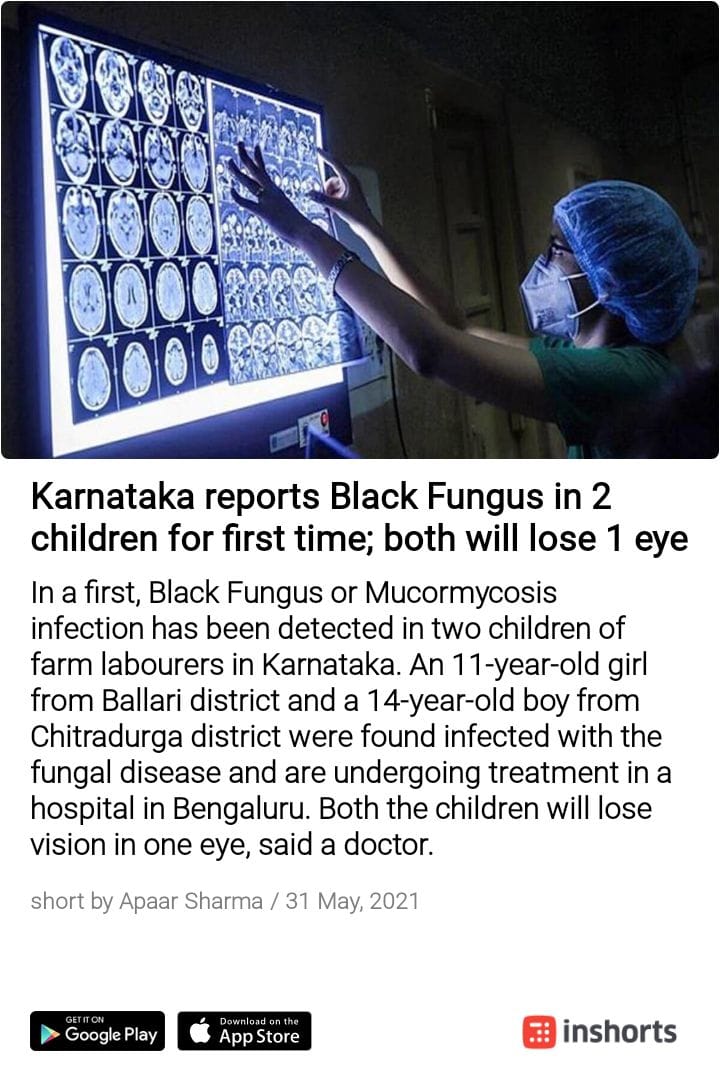 Karnataka reports Black Fungus in 2
children for first time; both will lose 1 eye
In a first, Black Fungus or Mucormycosis
infection has been detected in two children of
farm labourers in Karnataka. An 11-year-old girl
from Ballari district and a 14-year-old boy from
Chitradurga district were found infected with the
fungal disease and are undergoing treatment in a
hospital in Bengaluru. Both the children will lose
vision in one eye, said a doctor.
short by Apaar Sharma / 31 May, 2021
GET IT ON
Google Play
Download on the
App Store
inshorts